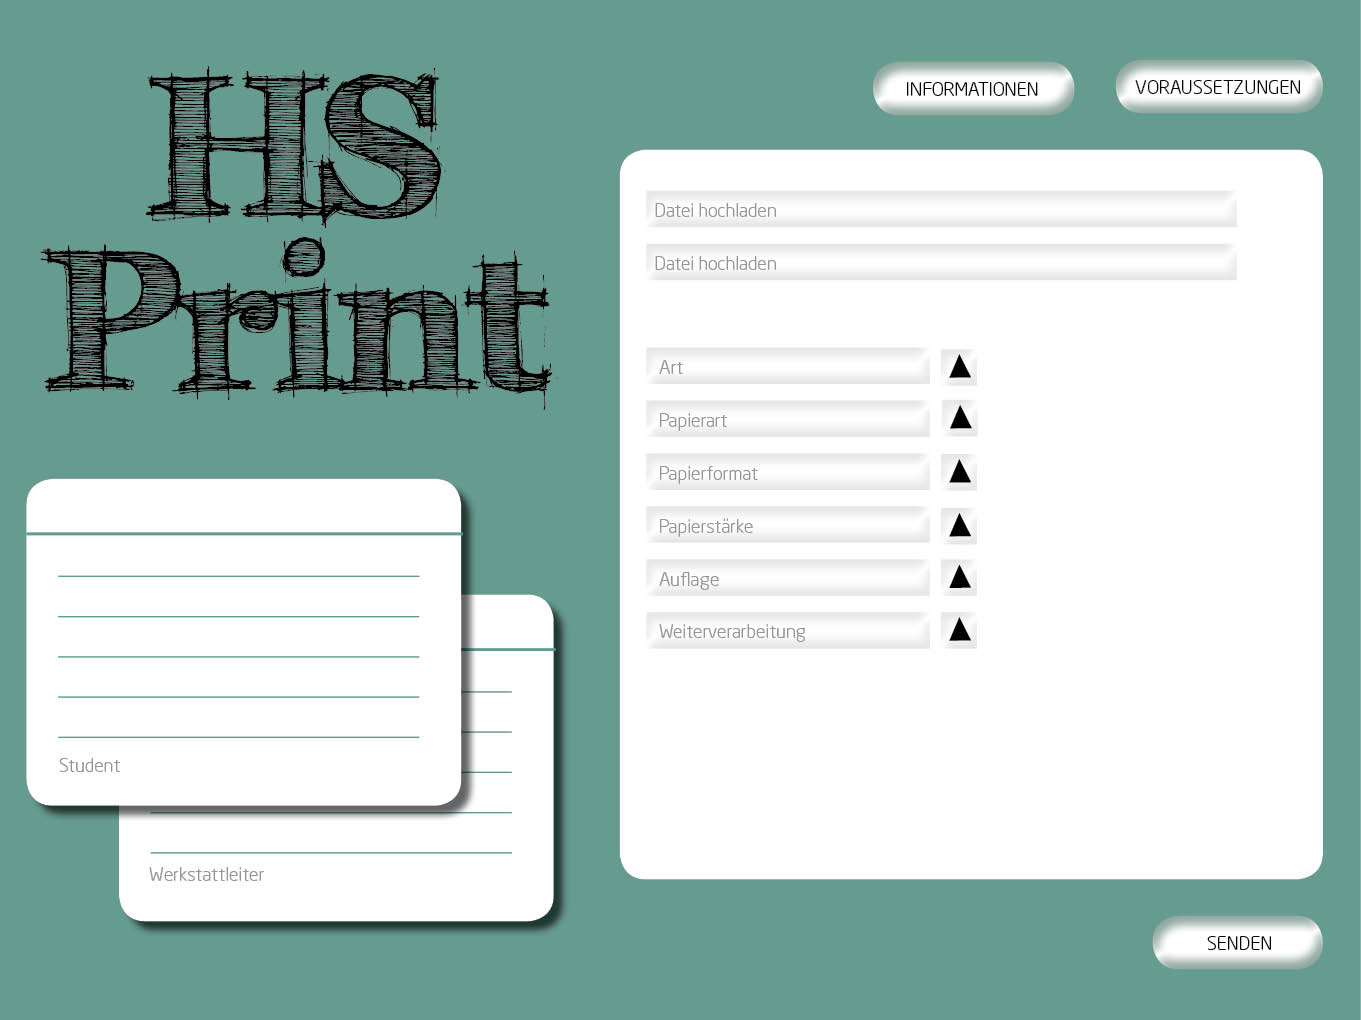 HS
Print
INFORMATIONEN
VORAUSSETZUNGEN
Datei hochladen
Datei hochladen
Art
Papierart
Papierformat
Papierstärke
Auflage
Weiterverarbeitung
Student
Werkstattleiter
SENDEN